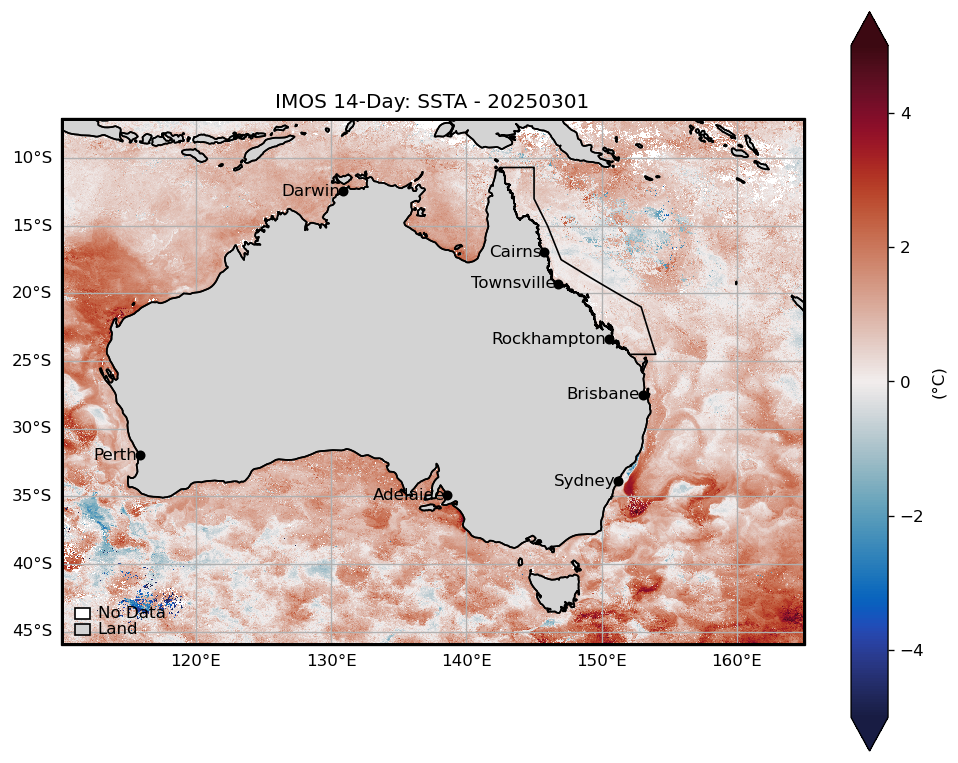 IMOS 14-Day: SSTA - 20250301
10°S
15°S
20°S
25°S
30°S
35°S
40°S
45°S
Darwin
Cairns
Townsville
Rockhampton
Brisbane
Perth
Sydney
Adelaide
No Data
Land
120°E
130°E
140°E
150°E
160°E
4
2
0
−2
−4
(°C)